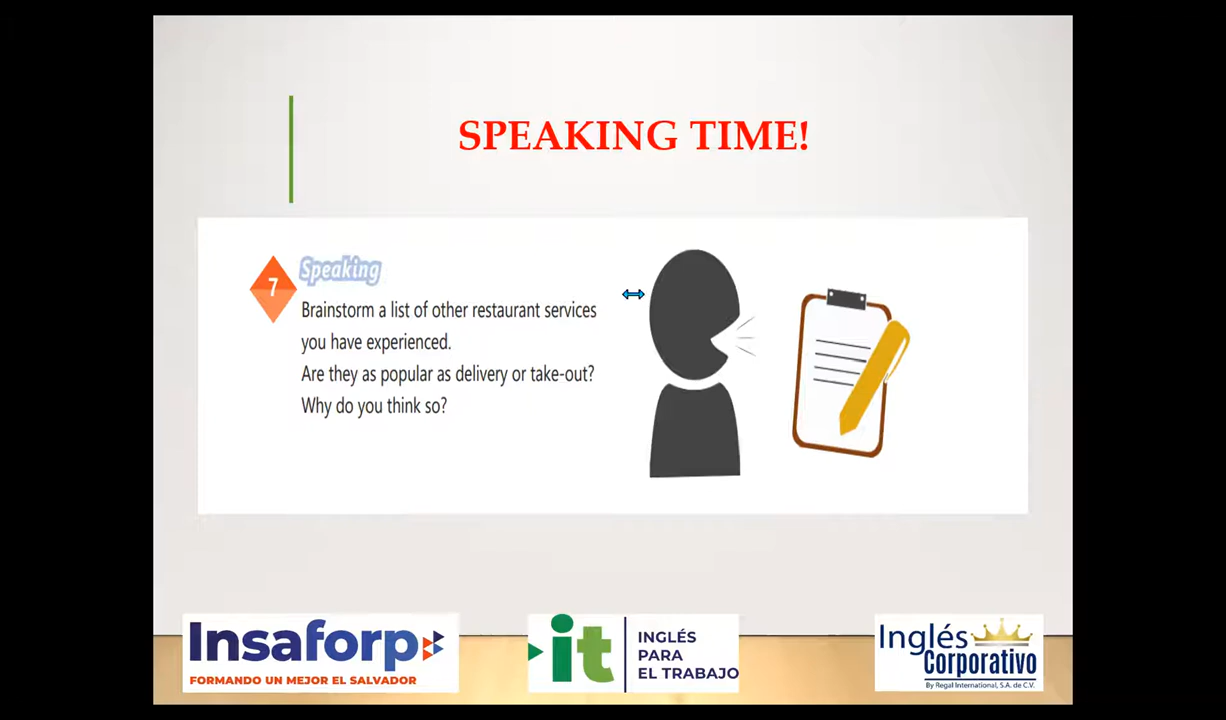 SPEAKING TIME!
7
Speaking
Brainstorm a list of other restaurant services
you have experienced.
Are they as popular as delivery or take-out?
Why do you think so?
Insaforp
FORMANDO UN MEJOR EL SALVADOR
it
INGLÉS
PARA
EL TRABAJO
Inglés
Corporativo
By Regal International, S.A. de C.V.